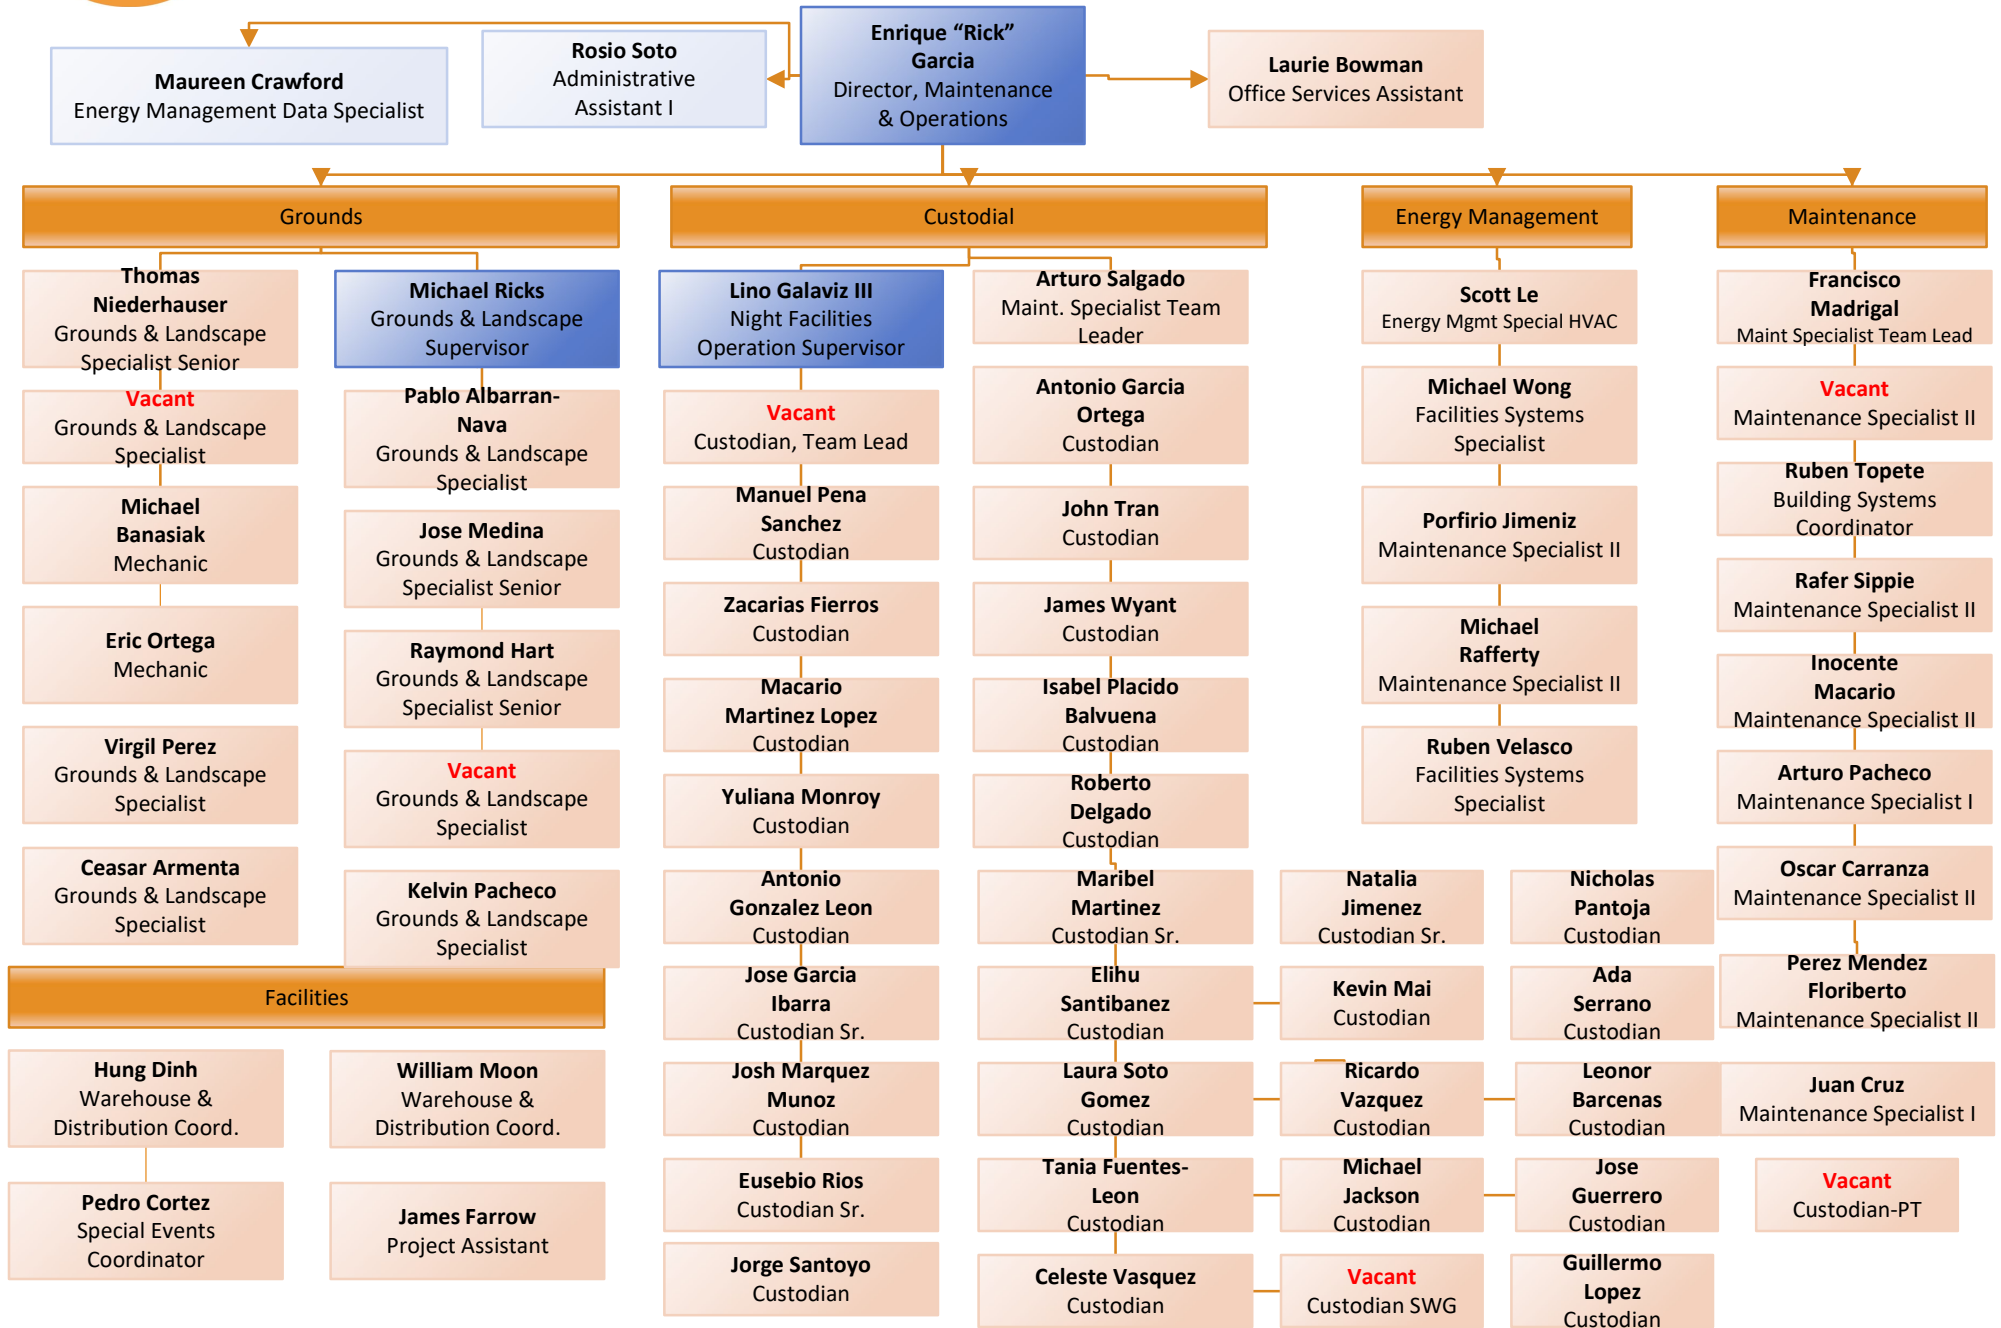 Enrique “Rick”
Garcia
Director, Maintenance
& Operations
Maureen Crawford
Energy Management Data Specialist
Rosio Soto
Administrative
Assistant I
Laurie Bowman
Office Services Assistant
Grounds
Thomas
Niederhauser
Grounds & Landscape
Specialist Senior
Vacant
Grounds & Landscape
Specialist
Michael
Banasiak
Mechanic
Eric Ortega
Mechanic
Virgil Perez
Grounds & Landscape
Specialist
Ceasar Armenta
Grounds & Landscape
Specialist
Michael Ricks
Grounds & Landscape
Supervisor
Pablo Albarran-
Nava
Grounds & Landscape
Specialist
Jose Medina
Grounds & Landscape
Specialist Senior
Raymond Hart
Grounds & Landscape
Specialist Senior
Vacant
Grounds & Landscape
Specialist
Kelvin Pacheco
Grounds & Landscape
Specialist
Facilities
Hung Dinh
Warehouse &
Distribution Coord.
Pedro Cortez
Special Events
Coordinator
William Moon
Warehouse &
Distribution Coord.
James Farrow
Project Assistant
Custodial
Lino Galaviz III
Night Facilities
Operation Supervisor
Vacant
Custodian, Team Lead
Manuel Pena
Sanchez
Custodian
Zacarias Fierros
Custodian
Macario
Martinez Lopez
Custodian
Yuliana Monroy
Custodian
Antonio
Gonzalez Leon
Custodian
Jose Garcia
Ibarra
Custodian Sr.
Josh Marquez
Munoz
Custodian
Eusebio Rios
Custodian Sr.
Jorge Santoyo
Custodian
Arturo Salgado
Maint. Specialist Team
Leader
Antonio Garcia
Ortega
Custodian
John Tran
Custodian
James Wyant
Custodian
Isabel Placido
Balvuena
Custodian
Roberto
Delgado
Custodian
Maribel
Martinez
Custodian Sr.
Elihu
Santibanez
Custodian
Laura Soto
Gomez
Custodian
Tania Fuentes-
Leon
Custodian
Celeste Vasquez
Custodian
Natalia
Jimenez
Custodian Sr.
Kevin Mai
Custodian
Ricardo
Vazquez
Custodian
Michael
Jackson
Custodian
Vacant
Custodian SWG
Nicholas
Pantoja
Custodian
Ada
Serrano
Custodian
Leonor
Barcenas
Custodian
Jose
Guerrero
Custodian
Guillermo
Lopez
Custodian
Energy Management
Scott Le
Energy Mgmt Special HVAC
Michael Wong
Facilities Systems
Specialist
Porfirio Jimeniz
Maintenance Specialist II
Michael
Rafferty
Maintenance Specialist II
Ruben Velasco
Facilities Systems
Specialist
Maintenance
Francisco
Madrigal
Maint Specialist Team Lead
Vacant
Maintenance Specialist II
Ruben Topete
Building Systems
Coordinator
Rafer Sippie
Maintenance Specialist II
Inocente
Macario
Maintenance Specialist II
Arturo Pacheco
Maintenance Specialist I
Oscar Carranza
Maintenance Specialist II
Perez Mendez
Floriberto
Maintenance Specialist II
Juan Cruz
Maintenance Specialist I
Vacant
Custodian-PT